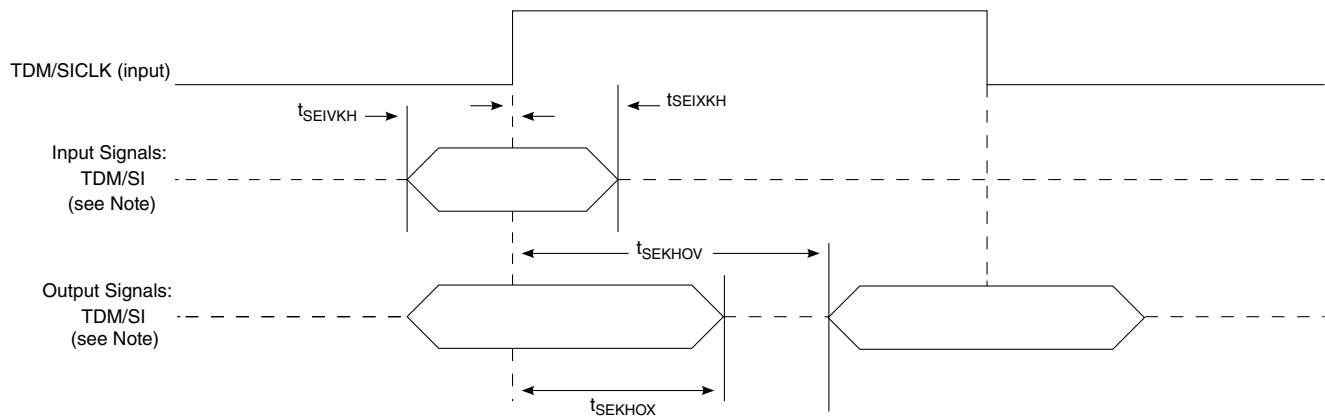 TDM/SICLK (input)
tSEIVKH
tSEIXKH
Input Signals:
TDM/SI
(see Note)
tSEKHOV
Output Signals:
TDM/SI
(see Note)
tSEKHOX